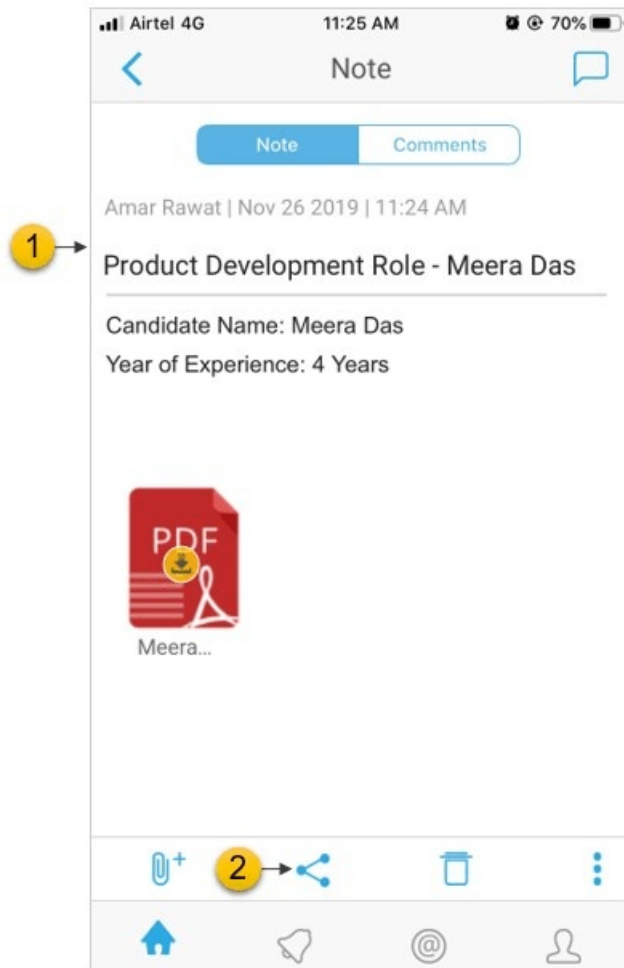 Airtel 4G 11:25 AM 70%
Note
Note Comments
Amar Rawat | Nov 26 2019 | 11:24 AM
1
Product Development Role - Meera Das
Candidate Name: Meera Das
Year of Experience: 4 Years
PDF
Meera...
2
@